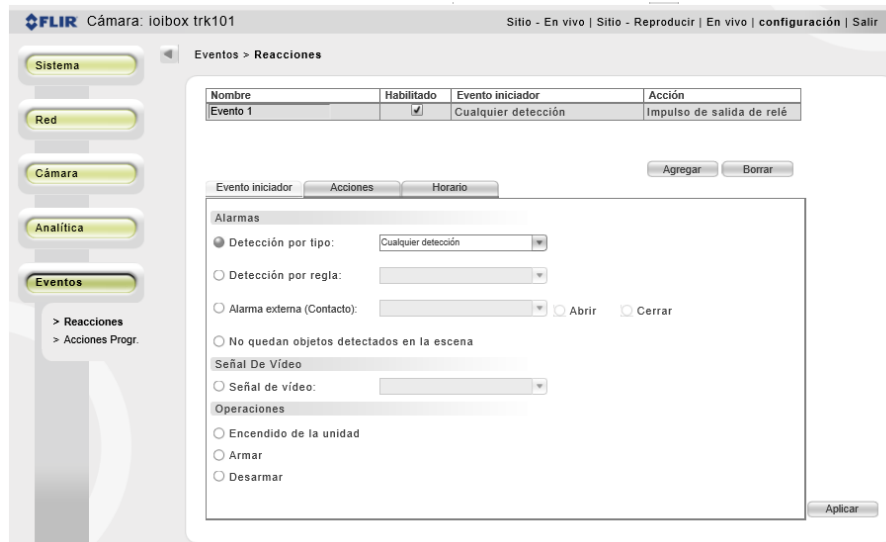 FLIR Cámara: ioibox trk101
Sitio - En vivo | Sitio - Reproducir | En vivo | configuración | Salir
Sistema
Red
Cámara
Analítica
Eventos
> Reacciones
> Acciones Progr.
Eventos > Reacciones
Nombre Habilitado Evento iniciador Acción
Evento 1 Cualquier detección Impulso de salida de relé
Agregar Borrar
Evento iniciador Acciones Horario
Alarmas
Detección por tipo: Cualquier detección
Detección por regla:
Alarma externa (Contacto): Abrir Cerrar
No quedan objetos detectados en la escena
Señal De Vídeo
Señal de vídeo:
Operaciones
Encendido de la unidad
Armar
Desarmar
Aplicar